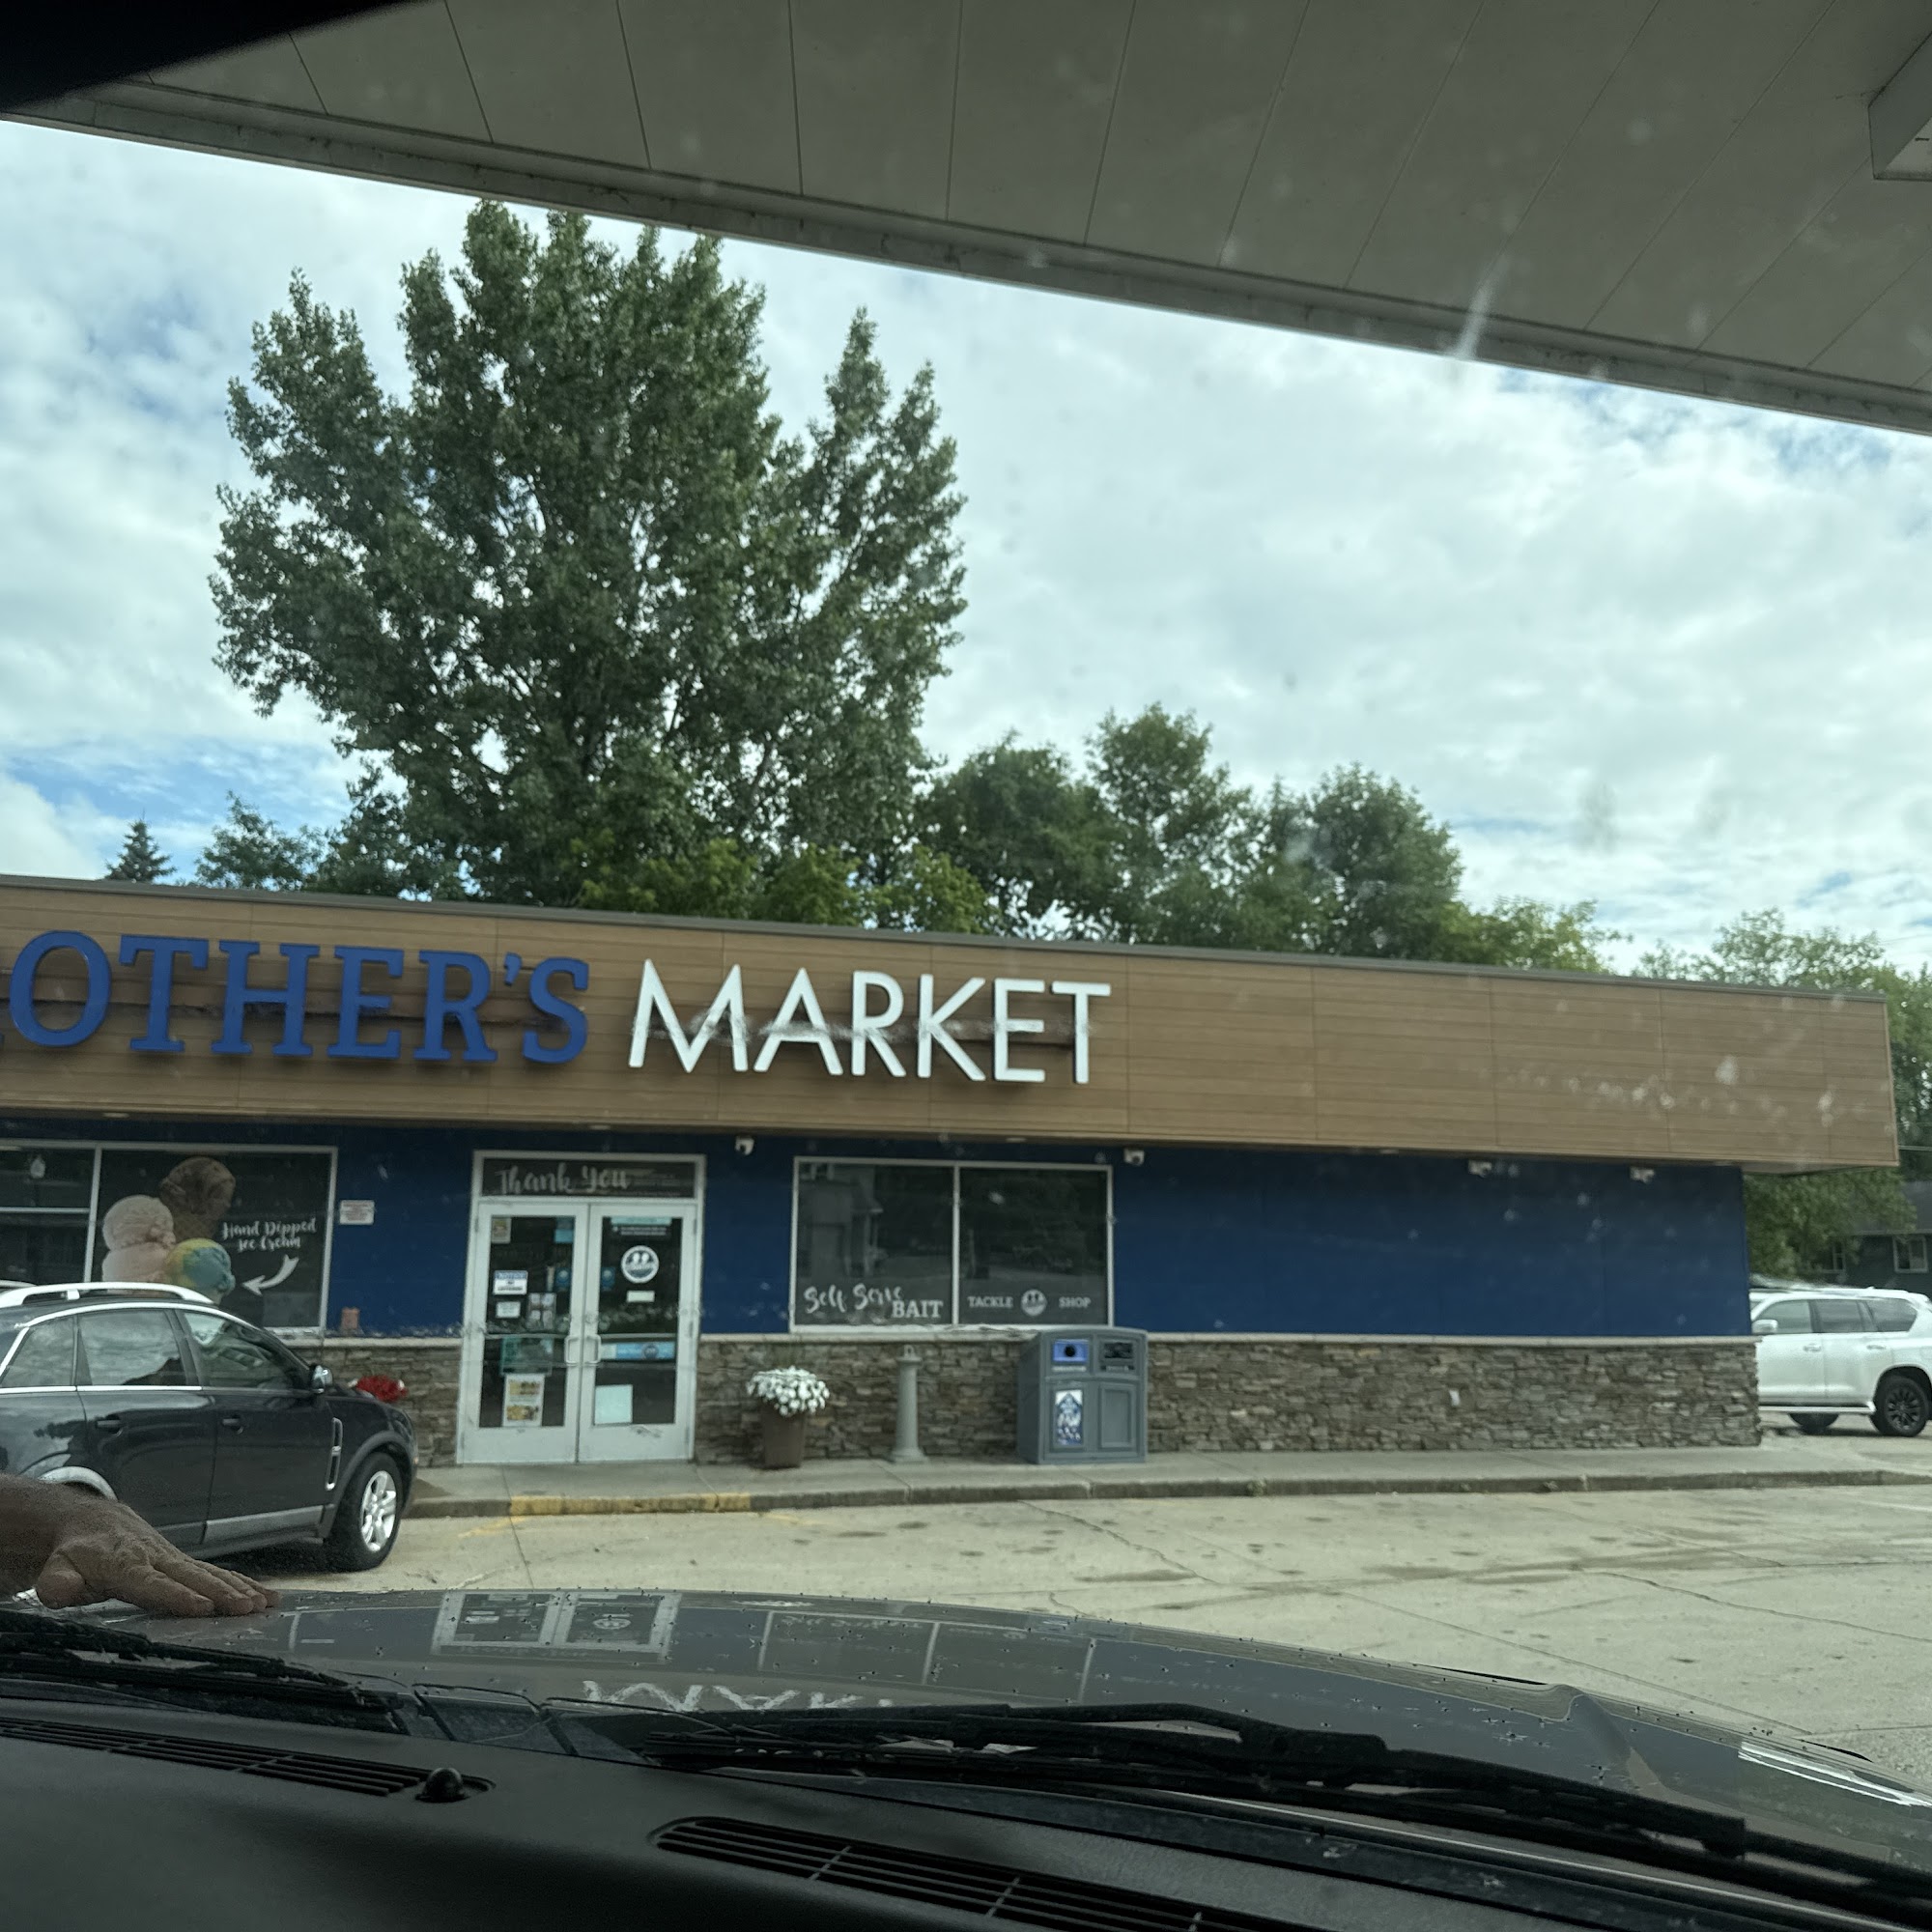 OTHER'S MARKET
Thank You
Hand Dipped
Ice Cream
Self Serve
BAIT
TACKLE SHOP